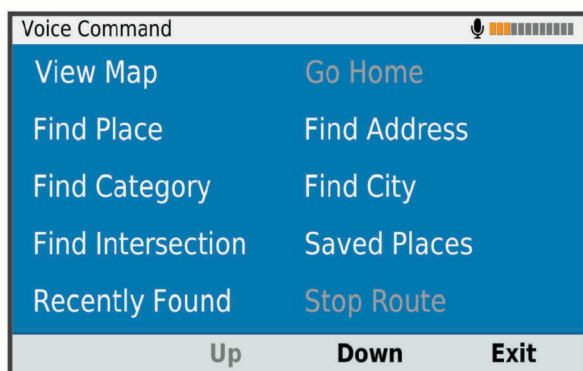 Voice Command
View Map Go Home
Find Place Find Address
Find Category Find City
Find Intersection Saved Places
Recently Found Stop Route
Up Down Exit